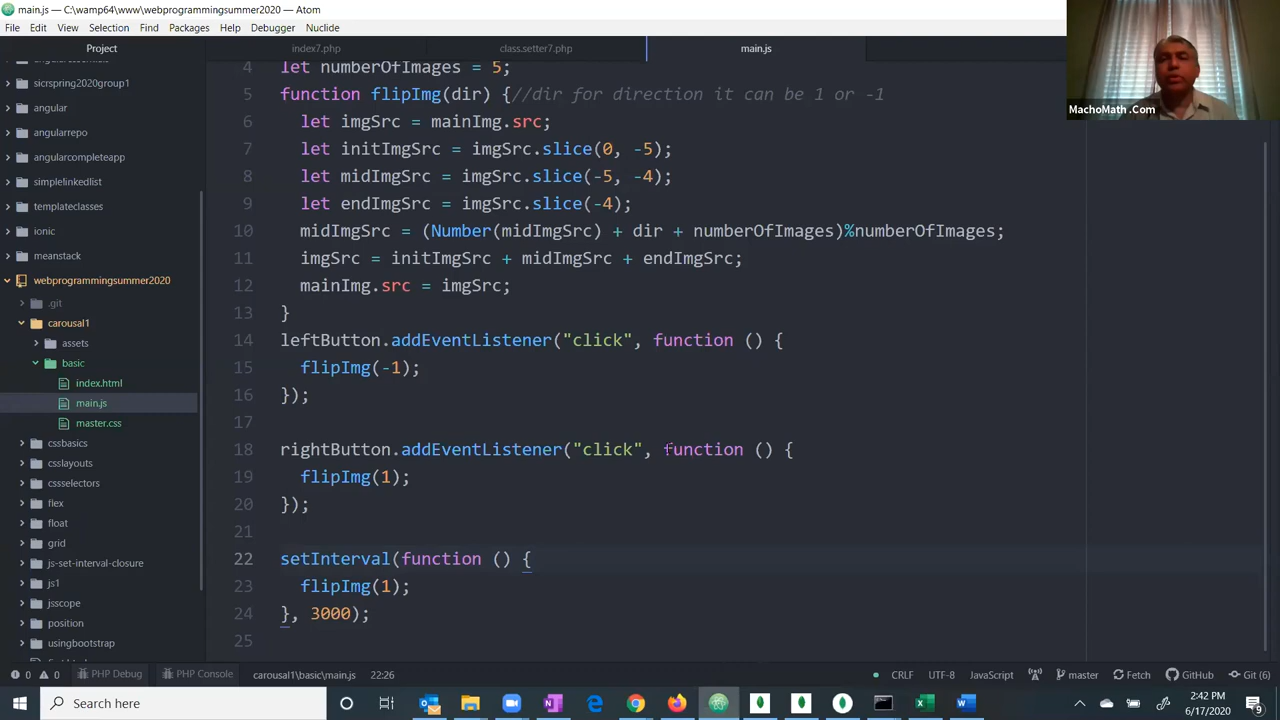 main.js — C:\wamp64\www\webprogrammingsummer2020 — Atom
File Edit View Selection Find Packages Help Debugger Nuclide
Project
index7.php
class.setter7.php
main.js
MachoMath .Com
sicrspring2020group1
angular
angularrepo
angularcompleteapp
simplelinkedlist
templateclasses
ionic
meanstack
webprogrammingsummer2020
.git
carousal1
assets
basic
index.html
main.js
master.css
cssbasics
csslayouts
cssselectors
flex
float
grid
js-set-interval-closure
js1
jsscope
position
usingbootstrap
4 let numberOfImages = 5;
5 function flipImg(dir) {//dir for direction it can be 1 or -1
6 let imgSrc = mainImg.src;
7 let initImgSrc = imgSrc.slice(0, -5);
8 let midImgSrc = imgSrc.slice(-5, -4);
9 let endImgSrc = imgSrc.slice(-4);
10 midImgSrc = (Number(midImgSrc) + dir + numberOfImages)%numberOfImages;
11 imgSrc = initImgSrc + midImgSrc + endImgSrc;
12 mainImg.src = imgSrc;
13 }
14 leftButton.addEventListener("click", function () {
15 flipImg(-1);
16 });
17
18 rightButton.addEventListener("click", function () {
19 flipImg(1);
20 });
21
22 setInterval(function () {
23 flipImg(1);
24 }, 3000);
25
0 0 PHP Debug PHP Console carousal1\basic\main.js 22:26 CRLF UTF-8 JavaScript master Fetch GitHub Git (6)
Type here to search
2:42 PM
6/17/2020
9